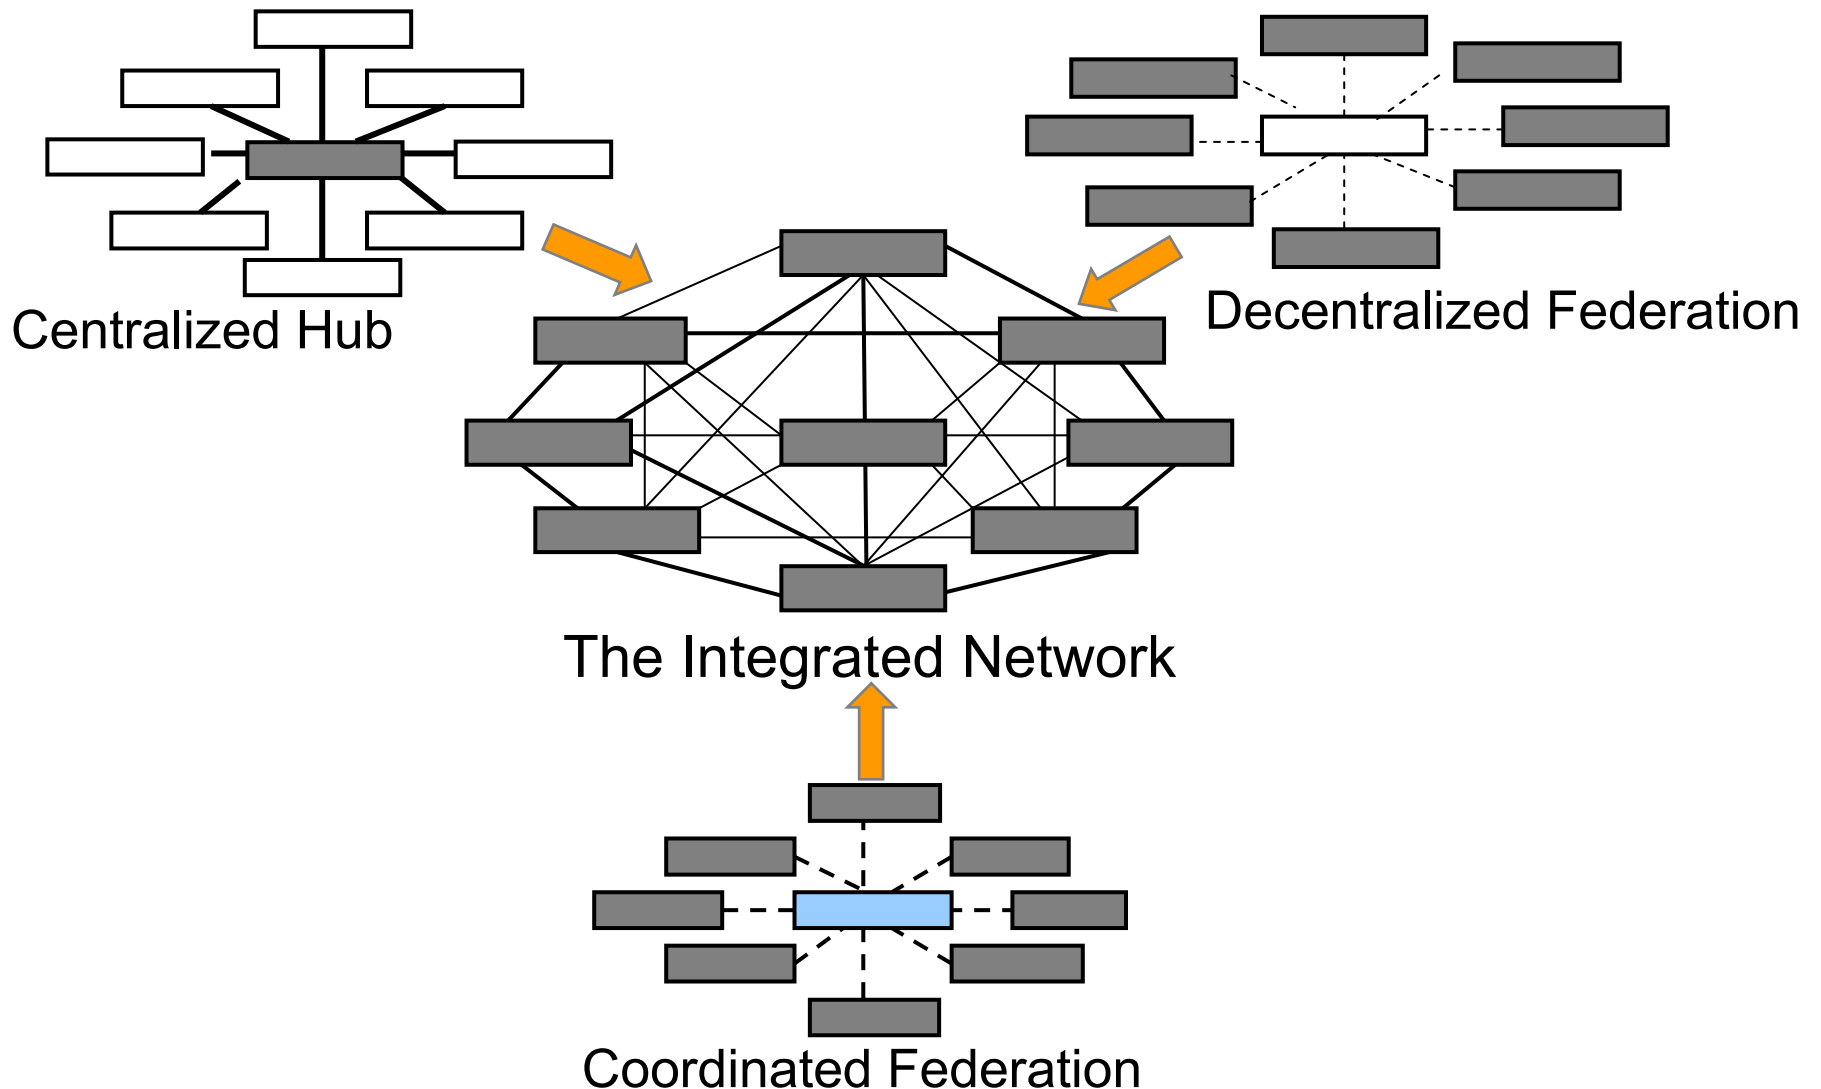 Centralized Hub
Decentralized Federation
The Integrated Network
Coordinated Federation